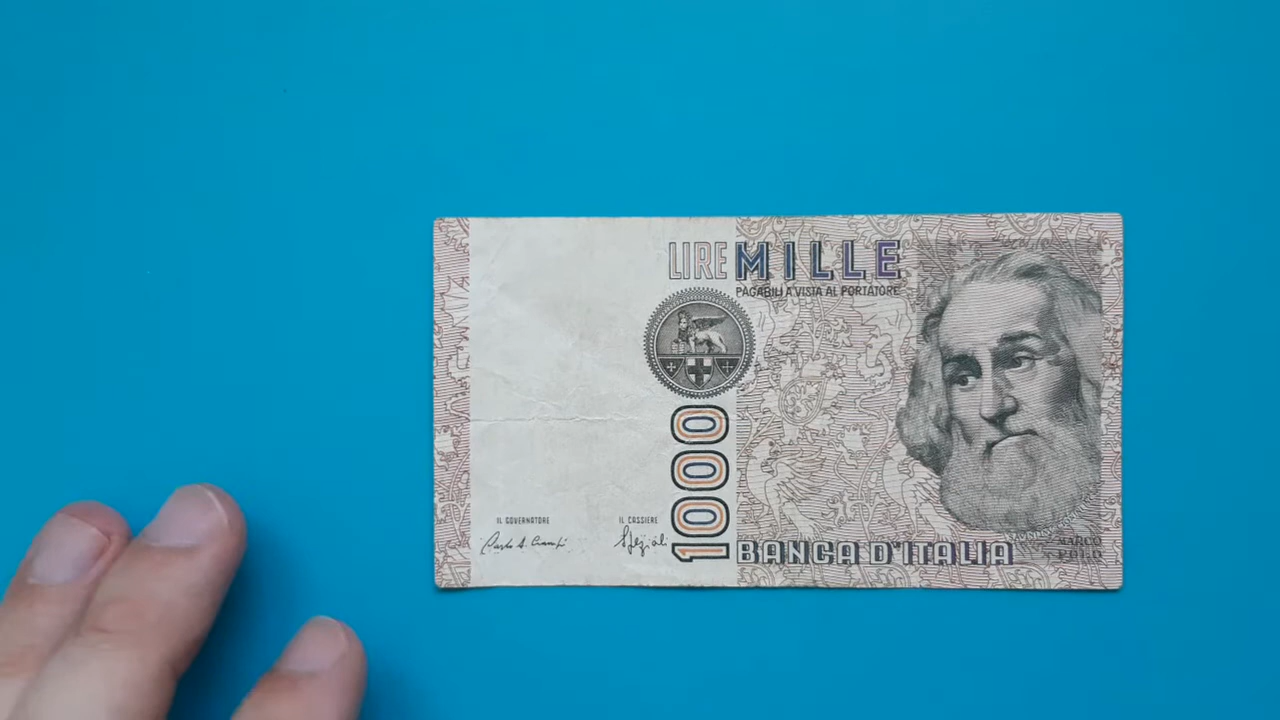 LIRE MILLE
PAGABILI A VISTA AL PORTATORE
1000
IL GOVERNATORE
IL CASSIERE
BANCA D'ITALIA
MARCO
POLO